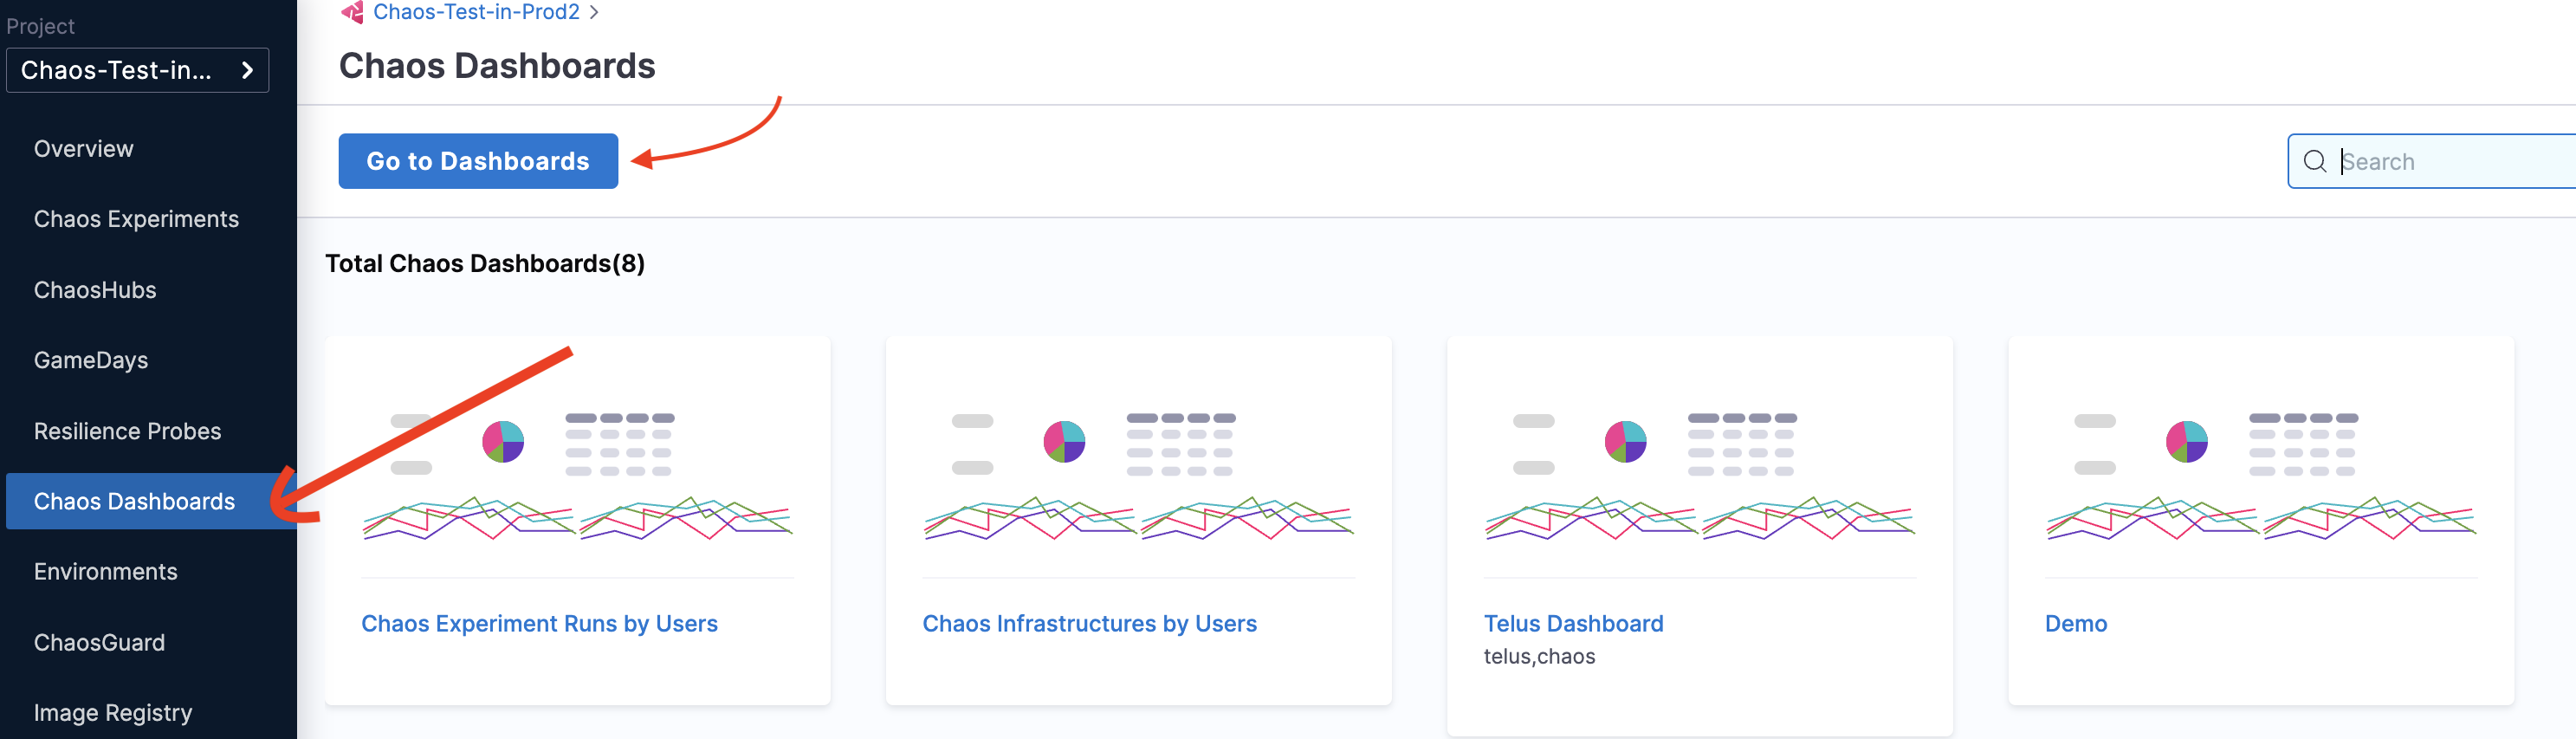 Project
Chaos-Test-in...
Overview
Chaos Experiments
ChaosHubs
GameDays
Resilience Probes
Chaos Dashboards
Environments
ChaosGuard
Image Registry
Chaos-Test-in-Prod2
Chaos Dashboards
Go to Dashboards
Search
Total Chaos Dashboards(8)
Chaos Experiment Runs by Users
Chaos Infrastructures by Users
Telus Dashboard
telus,chaos
Demo